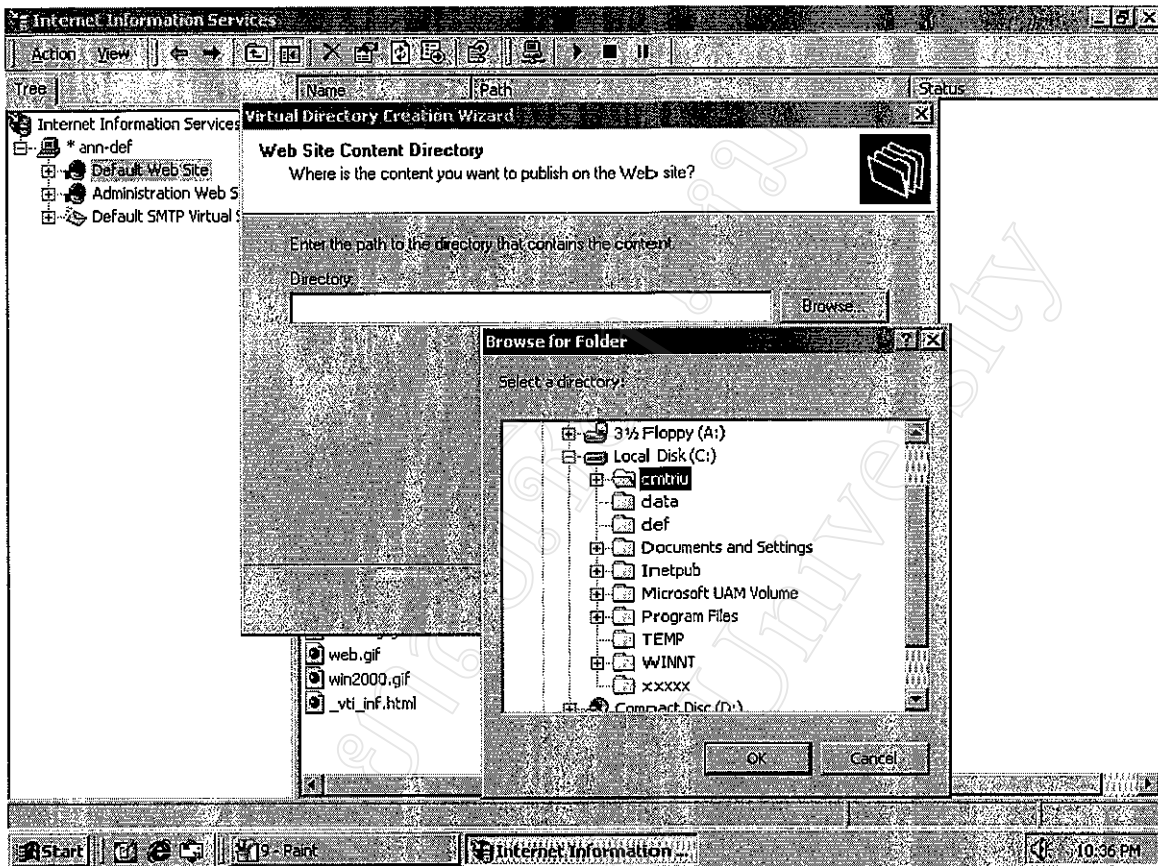 Internet Information Services
Action View
Tree
Name Path Status
Internet Information Services
* ann-def
Default Web Site
Administration Web S
Default SMTP Virtual S
Virtual Directory Creation Wizard
Web Site Content Directory
Where is the content you want to publish on the Web site?
Enter the path to the directory that contains the content.
Directory:
Browse...
Browse for Folder
Select a directory:
3½ Floppy (A:)
Local Disk (C:)
cmtriu
data
def
Documents and Settings
Inetpub
Microsoft UAM Volume
Program Files
TEMP
WINNT
xxxxx
Compact Disc (D:)
OK Cancel
web.gif
win2000.gif
_vti_inf.html
Start
9 - Paint
Internet Information ...
10:36 PM
University